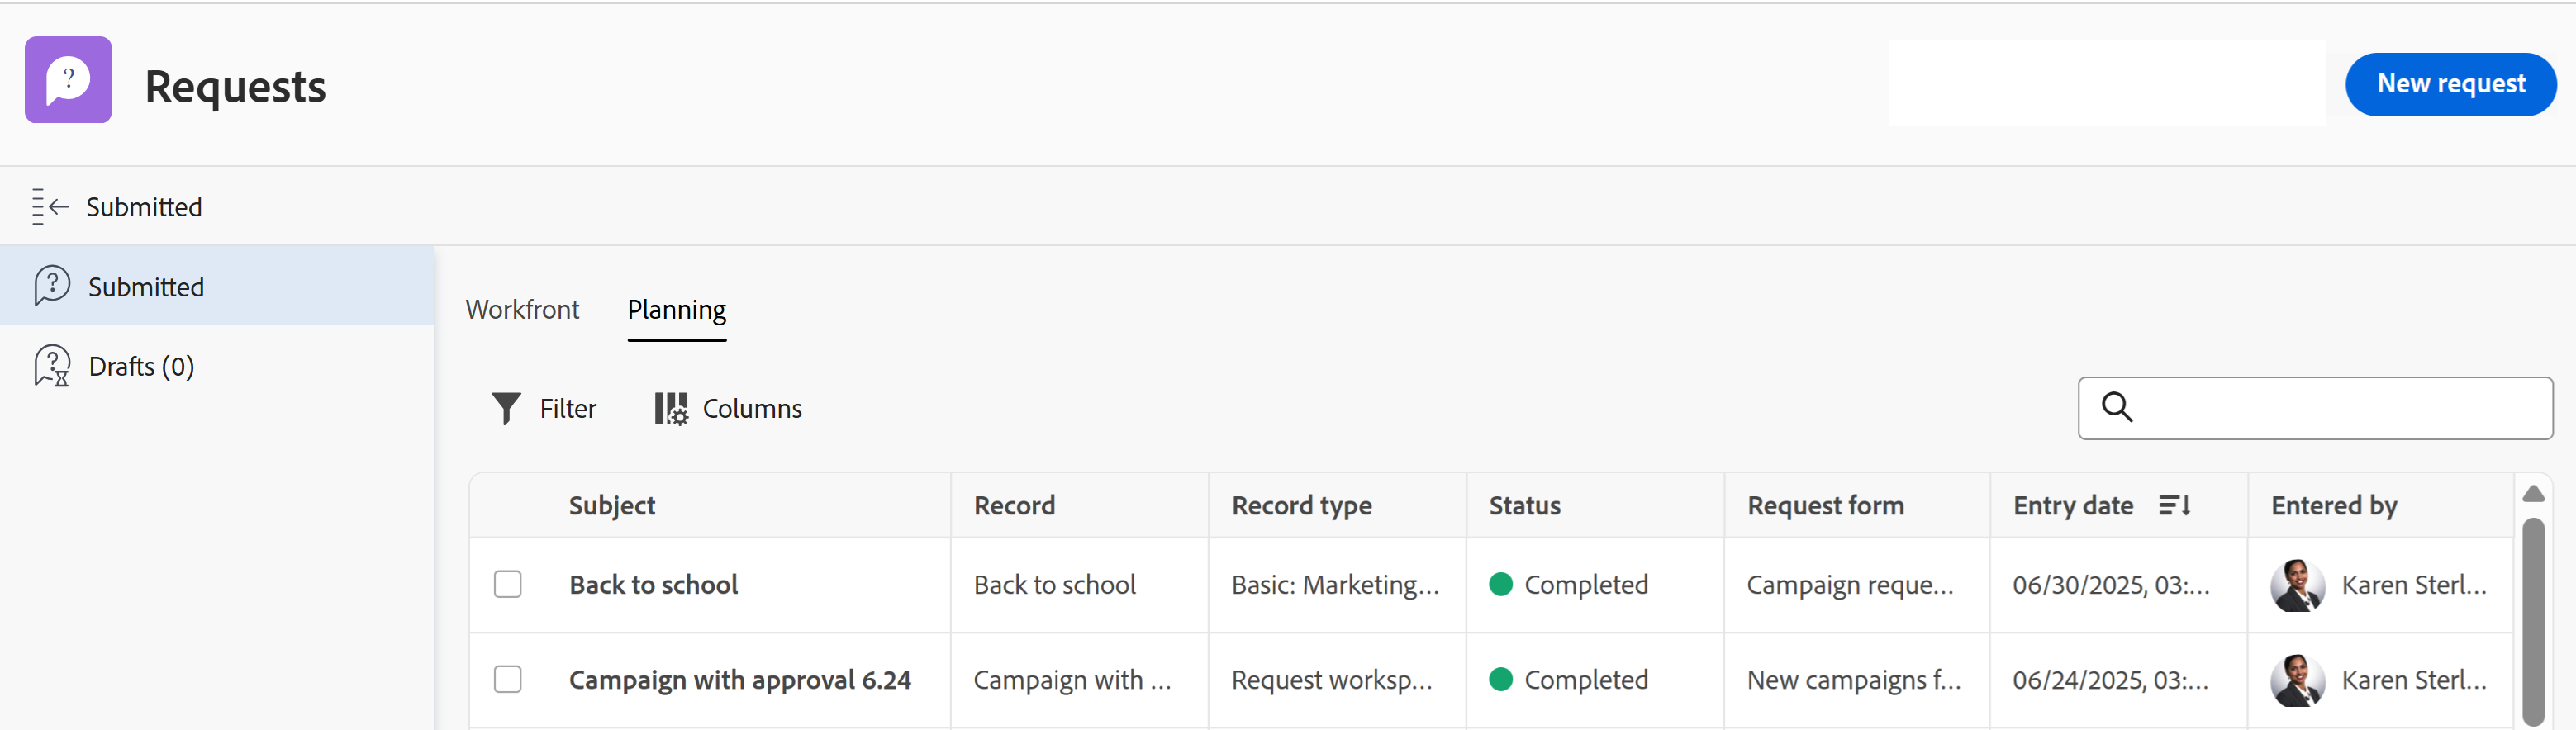 Requests
New request
Submitted
Submitted
Drafts (0)
Workfront Planning
Filter Columns
Subject Record Record type Status Request form Entry date Entered by
Back to school Back to school Basic: Marketing... Completed Campaign reque... 06/30/2025, 03:... Karen Sterl...
Campaign with approval 6.24 Campaign with ... Request worksp... Completed New campaigns f... 06/24/2025, 03:... Karen Sterl...